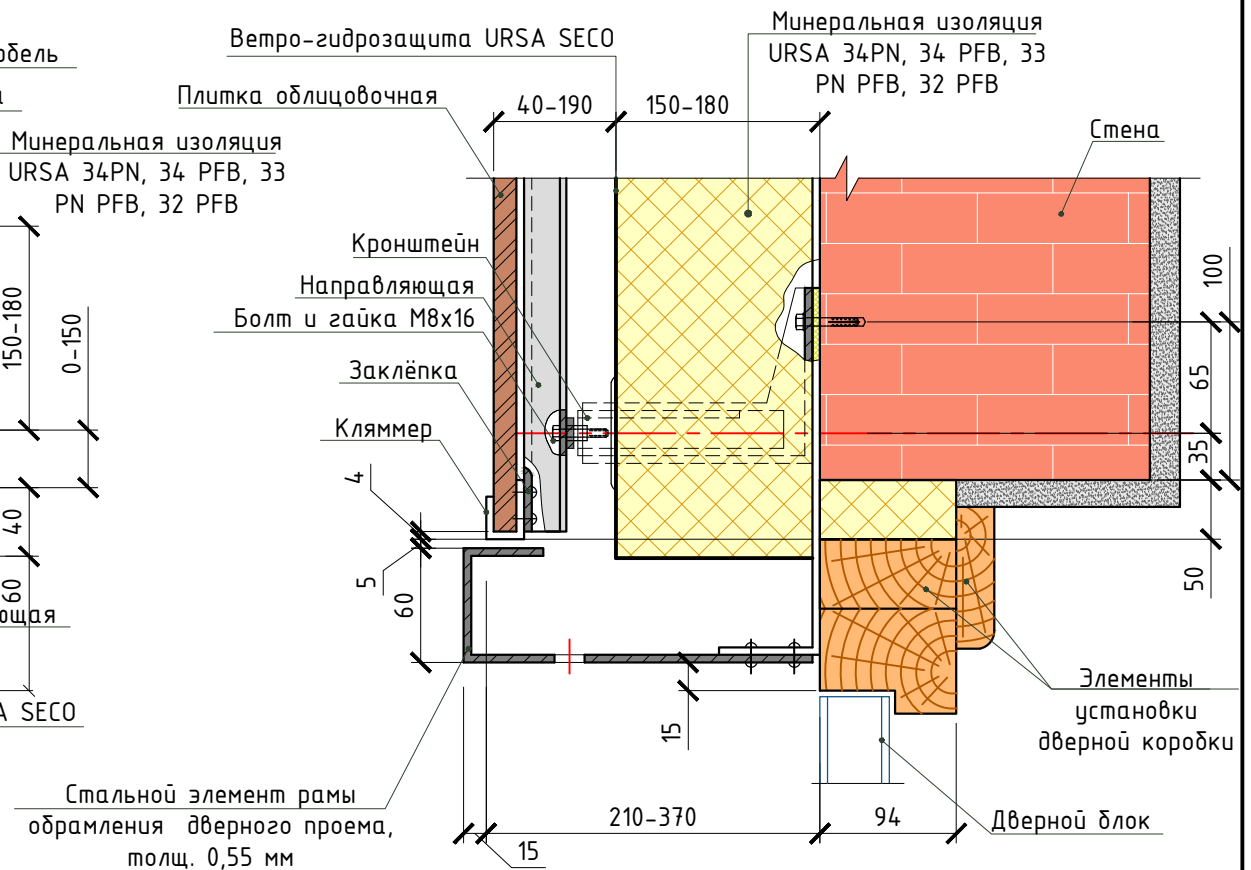 Ветро-гидрозащита URSA SECO
Минеральная изоляция
URSA 34PN, 34 PFB, 33
PN PFB, 32 PFB
Плитка облицовочная
40-190
150-180
Стена
Минеральная изоляция
URSA 34PN, 34 PFB, 33
PN PFB, 32 PFB
Кронштейн
Направляющая
Болт и гайка М8х16
Заклёпка
Кляммер
150-180
0-150
40
60
4
5
60
100
65
35
50
SECO
15
Элементы
установки
дверной коробки
Стальной элемент рамы
обрамления дверного проема,
толщ. 0,55 мм
210-370
94
15
Дверной блок